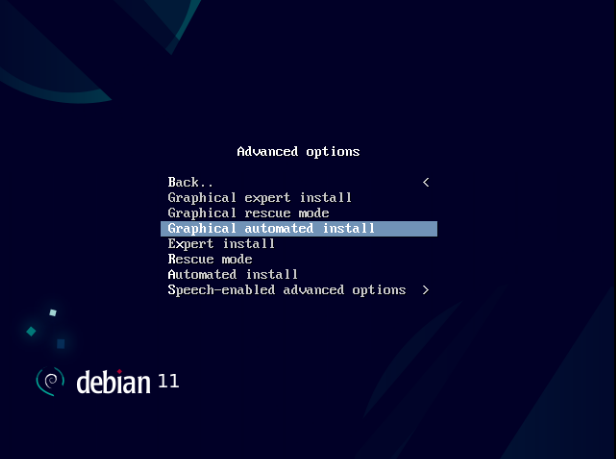 Advanced options
Back.. <
Graphical expert install
Graphical rescue mode
Graphical automated install
Expert install
Rescue mode
Automated install
Speech-enabled advanced options >
debian 11